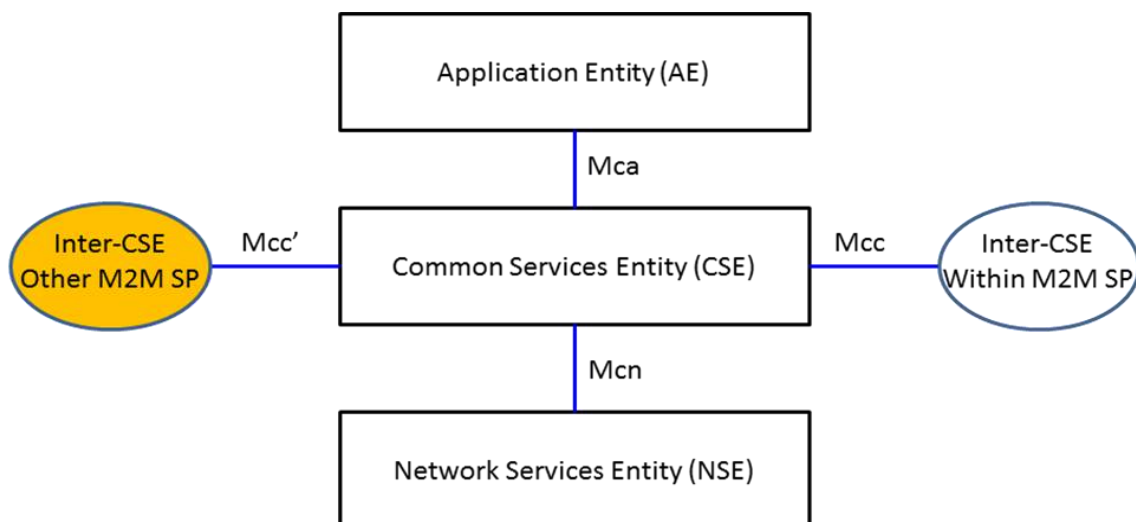 Application Entity (AE)
Mca
Inter-CSE
Other M2M SP
Mcc’
Common Services Entity (CSE)
Mcc
Inter-CSE
Within M2M SP
Mcn
Network Services Entity (NSE)